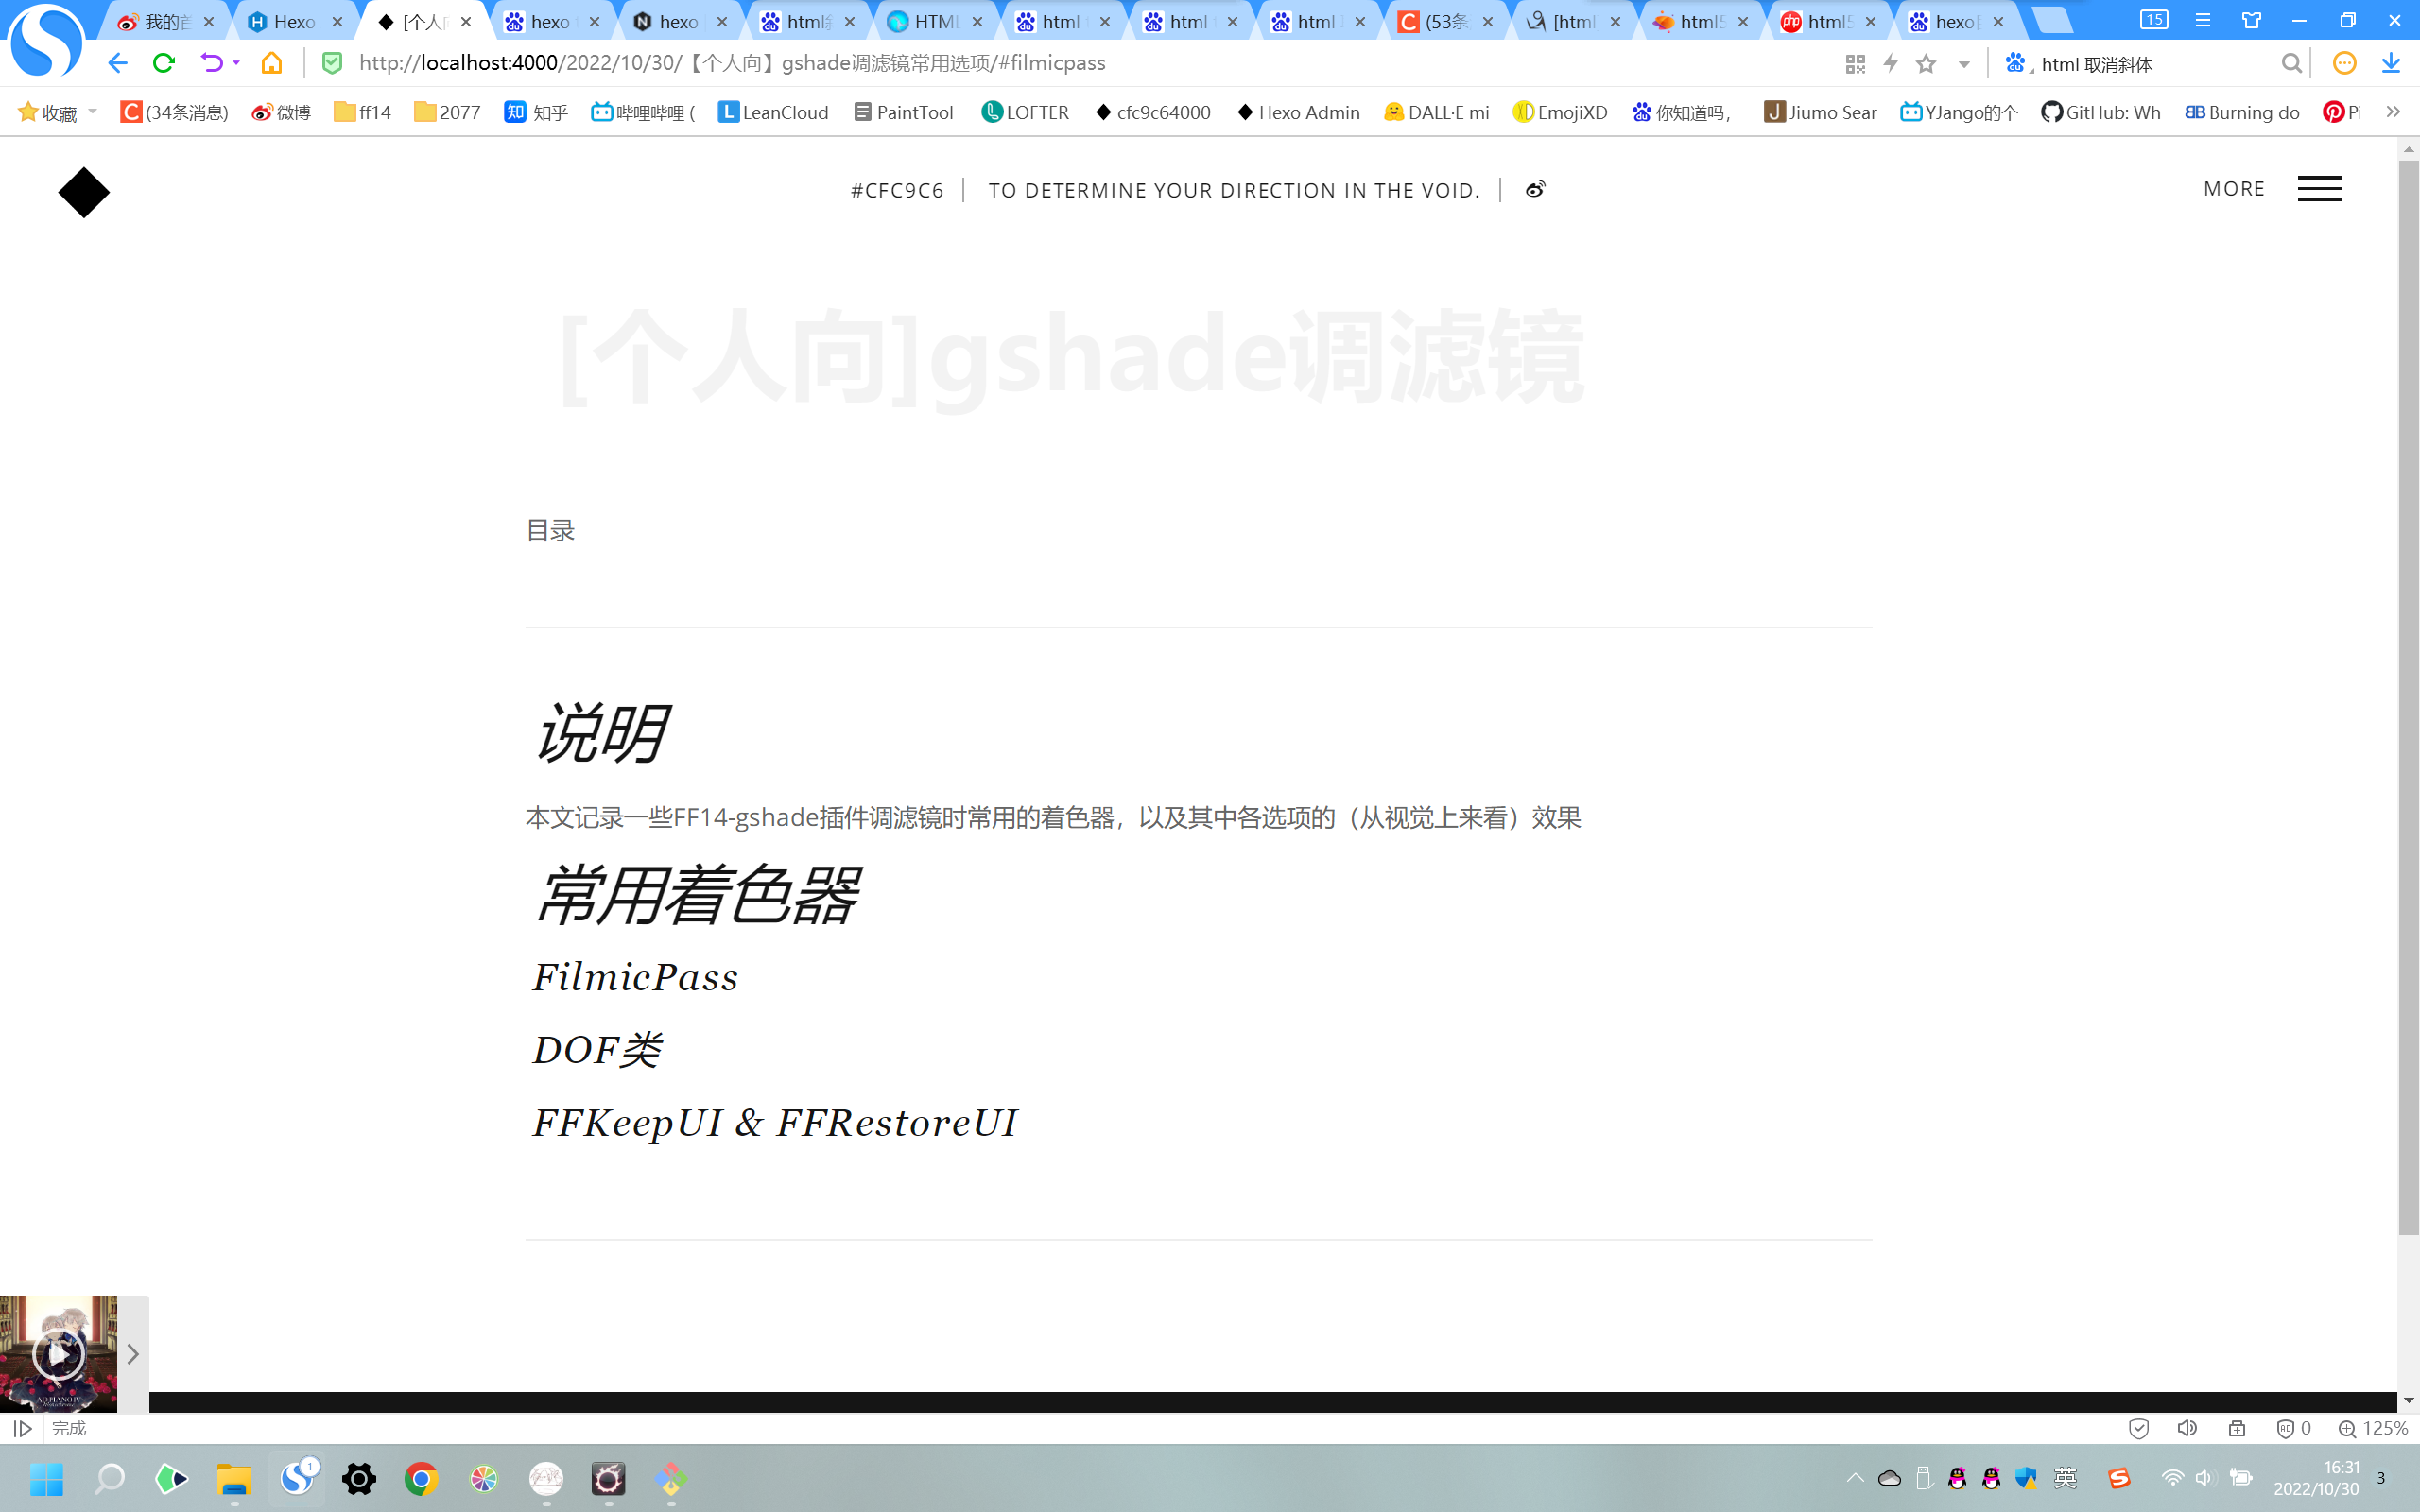 我的首
Hexo
[个人向
hexo
hexo
html斜
HTML
html
html
html
(53条
[html
html5
html5
hexo
15
http://localhost:4000/2022/10/30/【个人向】gshade调滤镜常用选项/#filmicpass
html 取消斜体
收藏
(34条消息)
微博
ff14
2077
知 知乎
哔哩哔哩 (
LeanCloud
PaintTool
LOFTER
cfc9c64000
Hexo Admin
DALL·E mi
EmojiXD
你知道吗，
Jiumo Sear
YJango的个
GitHub: Wh
Burning do
Pi
#CFC9C6
TO DETERMINE YOUR DIRECTION IN THE VOID.
MORE
[个人向]gshade调滤镜
目录
说明
本文记录一些FF14-gshade插件调滤镜时常用的着色器，以及其中各选项的（从视觉上来看）效果
常用着色器
FilmicPass
DOF类
FFKeepUI & FFRestoreUI
完成
0
125%
1
英
16:31
2022/10/30
3